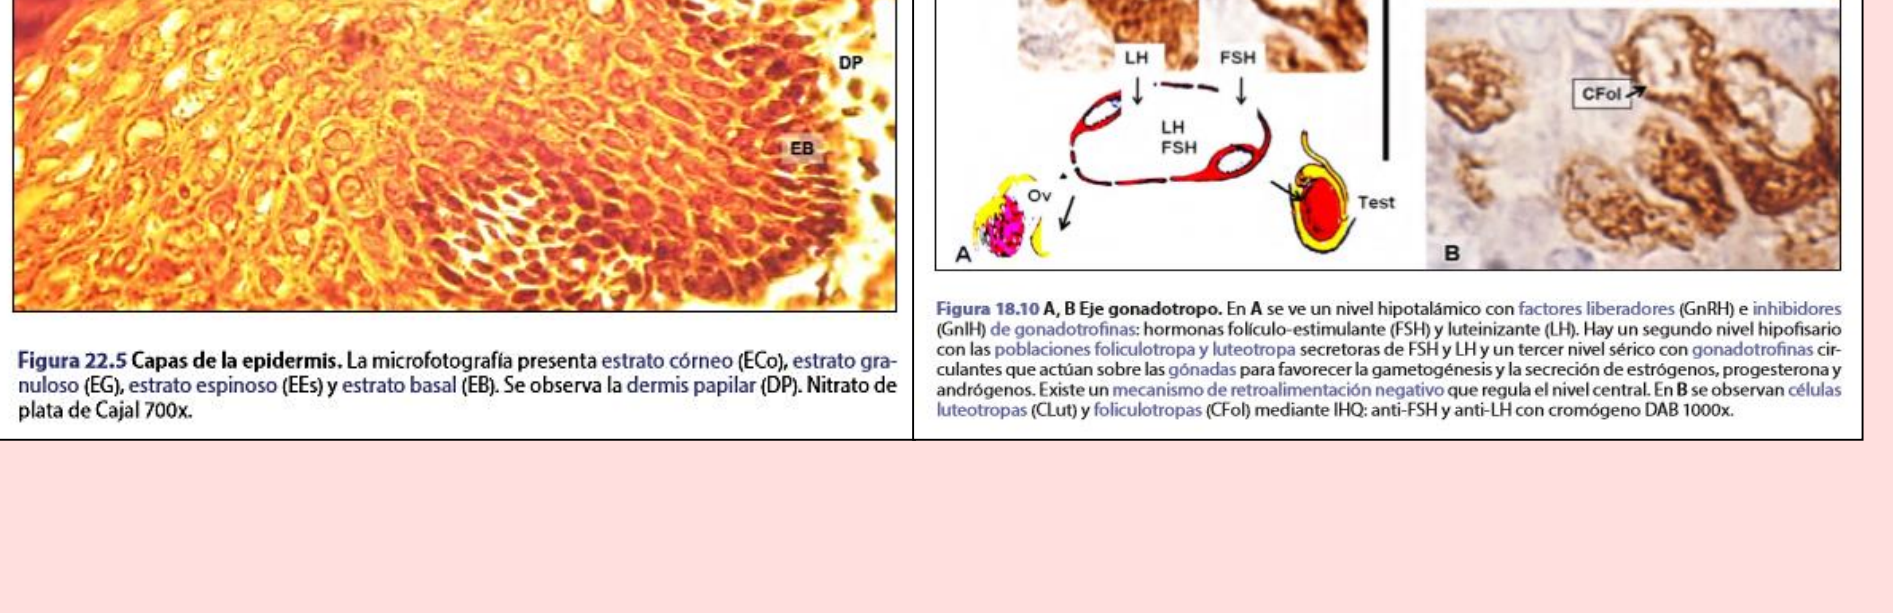 DP
EB
Figura 22.5 Capas de la epidermis. La microfotografía presenta estrato córneo (ECo), estrato gra-
nuloso (EG), estrato espinoso (EEs) y estrato basal (EB). Se observa la dermis papilar (DP). Nitrato de
plata de Cajal 700x.
LH FSH
LH
FSH
Ov
Test
A
CFol
B
Figura 18.10 A, B Eje gonadotropo. En A se ve un nivel hipotalámico con factores liberadores (GnRH) e inhibidores
(GnIH) de gonadotrofinas: hormonas folículo-estimulante (FSH) y luteinizante (LH). Hay un segundo nivel hipofisario
con las poblaciones foliculotropa y luteotropa secretoras de FSH y LH y un tercer nivel sérico con gonadotrofinas cir-
culantes que actúan sobre las gónadas para favorecer la gametogénesis y la secreción de estrógenos, progesterona y
andrógenos. Existe un mecanismo de retroalimentación negativo que regula el nivel central. En B se observan células
luteotropas (CLut) y foliculotropas (CFol) mediante IHQ: anti-FSH y anti-LH con cromógeno DAB 1000x.